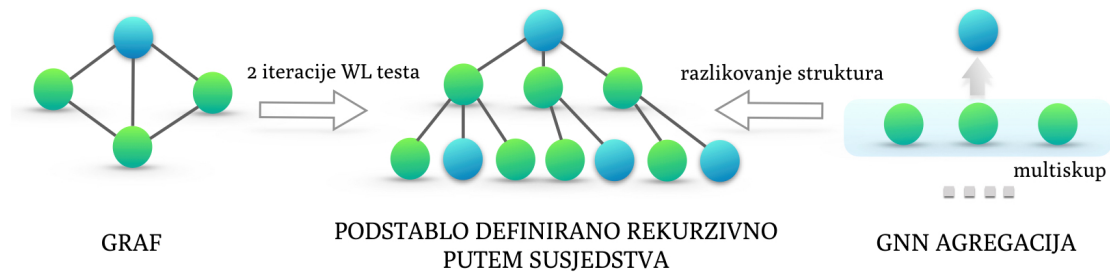 2 iteracije WL testa
razlikovanje struktura
multiskup
GRAF
PODSTABLO DEFINIRANO REKURZIVNO
PUTEM SUSJEDSTVA
GNN AGREGACIJA